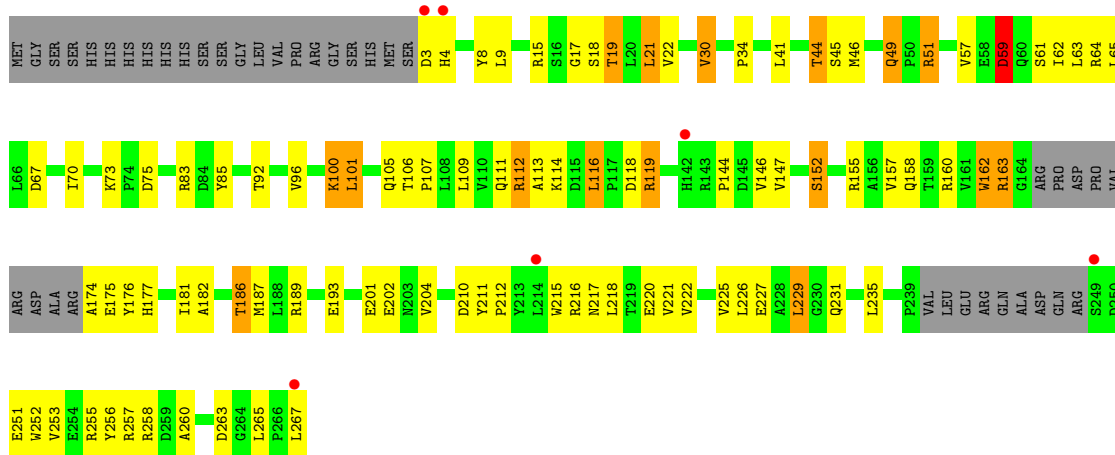 MET GLY SER SER HIS HIS HIS HIS HIS HIS SER SER GLY LEU VAL PRO ARG GLY SER HIS MET SER D3 H4 Y8 L9 R15 S16 G17 S18 T19 L20 L21 V22 V30 P34 L41 T44 S45 M46 Q49 P50 R51 V57 E58 D59 Q60 S61 I62 L63 R64 L65
L66 D67 I70 K73 P74 D75 R83 D84 Y85 T92 V96 K100 L101 Q105 T106 P107 L108 L109 V110 Q111 R112 A113 K114 D115 L116 P117 D118 R119 H142 R143 P144 D145 V146 V147 S152 R155 A156 V157 Q158 T159 R160 V161 W162 R163 G164 ARG PRO ASP PRO VAL
ARG ASP ALA ARG A174 E175 Y176 H177 I181 A182 T186 M187 L188 R189 E193 E201 E202 N203 V204 D210 Y211 P212 Y213 L214 W215 R216 N217 L218 T219 E220 V221 V222 V225 L226 E227 A228 L229 G230 Q231 L235 P239 VAL LEU GLU ARG GLN ALA ASP GLN ARG S249 D250
E251 W252 V253 E254 R255 Y256 R257 R258 D259 A260 D263 G264 L265 P266 L267